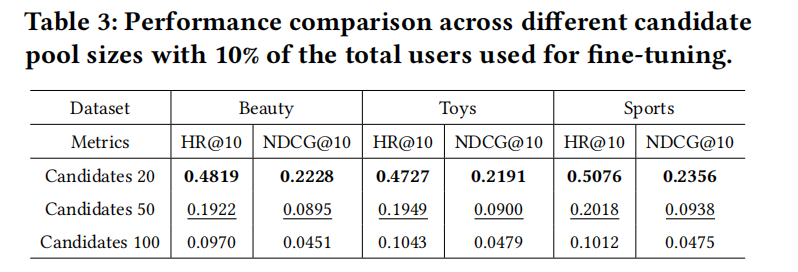 Table 3: Performance comparison across different candidate
pool sizes with 10% of the total users used for fine-tuning.
Dataset Beauty Toys Sports
Metrics HR@10 NDCG@10 HR@10 NDCG@10 HR@10 NDCG@10
Candidates 20 0.4819 0.2228 0.4727 0.2191 0.5076 0.2356
Candidates 50 0.1922 0.0895 0.1949 0.0900 0.2018 0.0938
Candidates 100 0.0970 0.0451 0.1043 0.0479 0.1012 0.0475